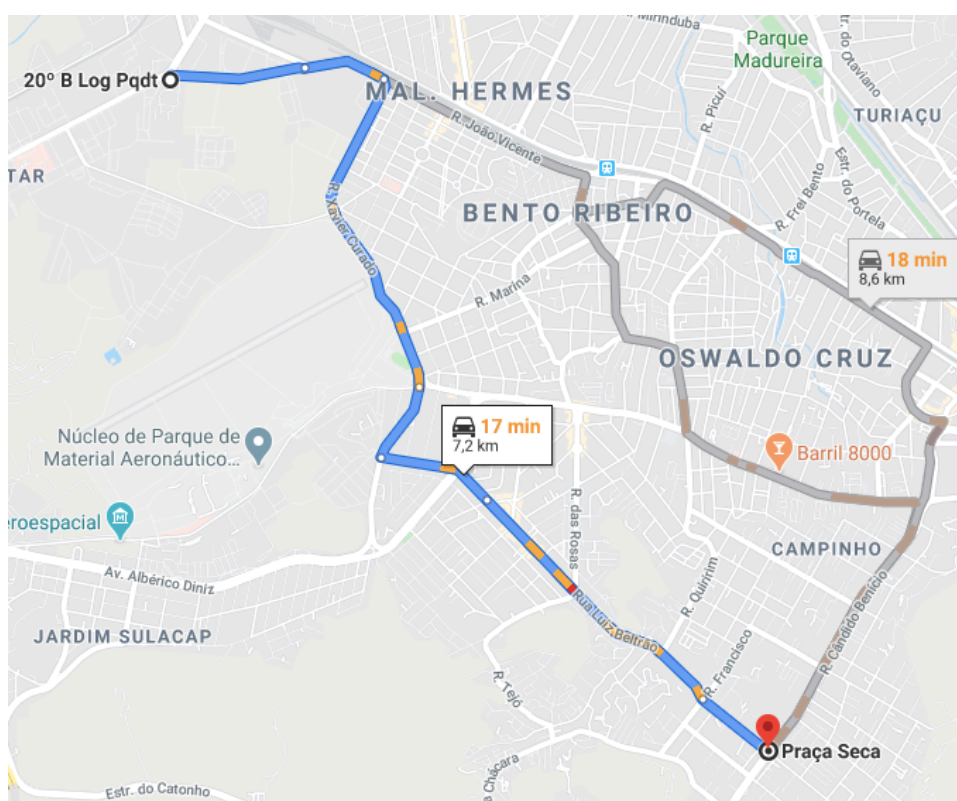 Mirinduba
Parque
Madureira
Estr. do Otaviano
20º B Log Pqdt
MAL. HERMES
R. Picuí
TURIAÇU
R. João Vicente
TAR
Estr. do Portela
R. Frei Bento
BENTO RIBEIRO
R. Xavier Curado
18 min
8,6 km
R. Marina
OSWALDO CRUZ
17 min
7,2 km
Núcleo de Parque de
Material Aeronáutico...
Barril 8000
R. das Rosas
eroespacial
CAMPINHO
Av. Albérico Diniz
R. Quiririm
R. Cândido Benício
Rua Luiz Beltrão
JARDIM SULACAP
R. Francisco
R. Tejó
Praça Seca
Chácara
Estr. do Catonho